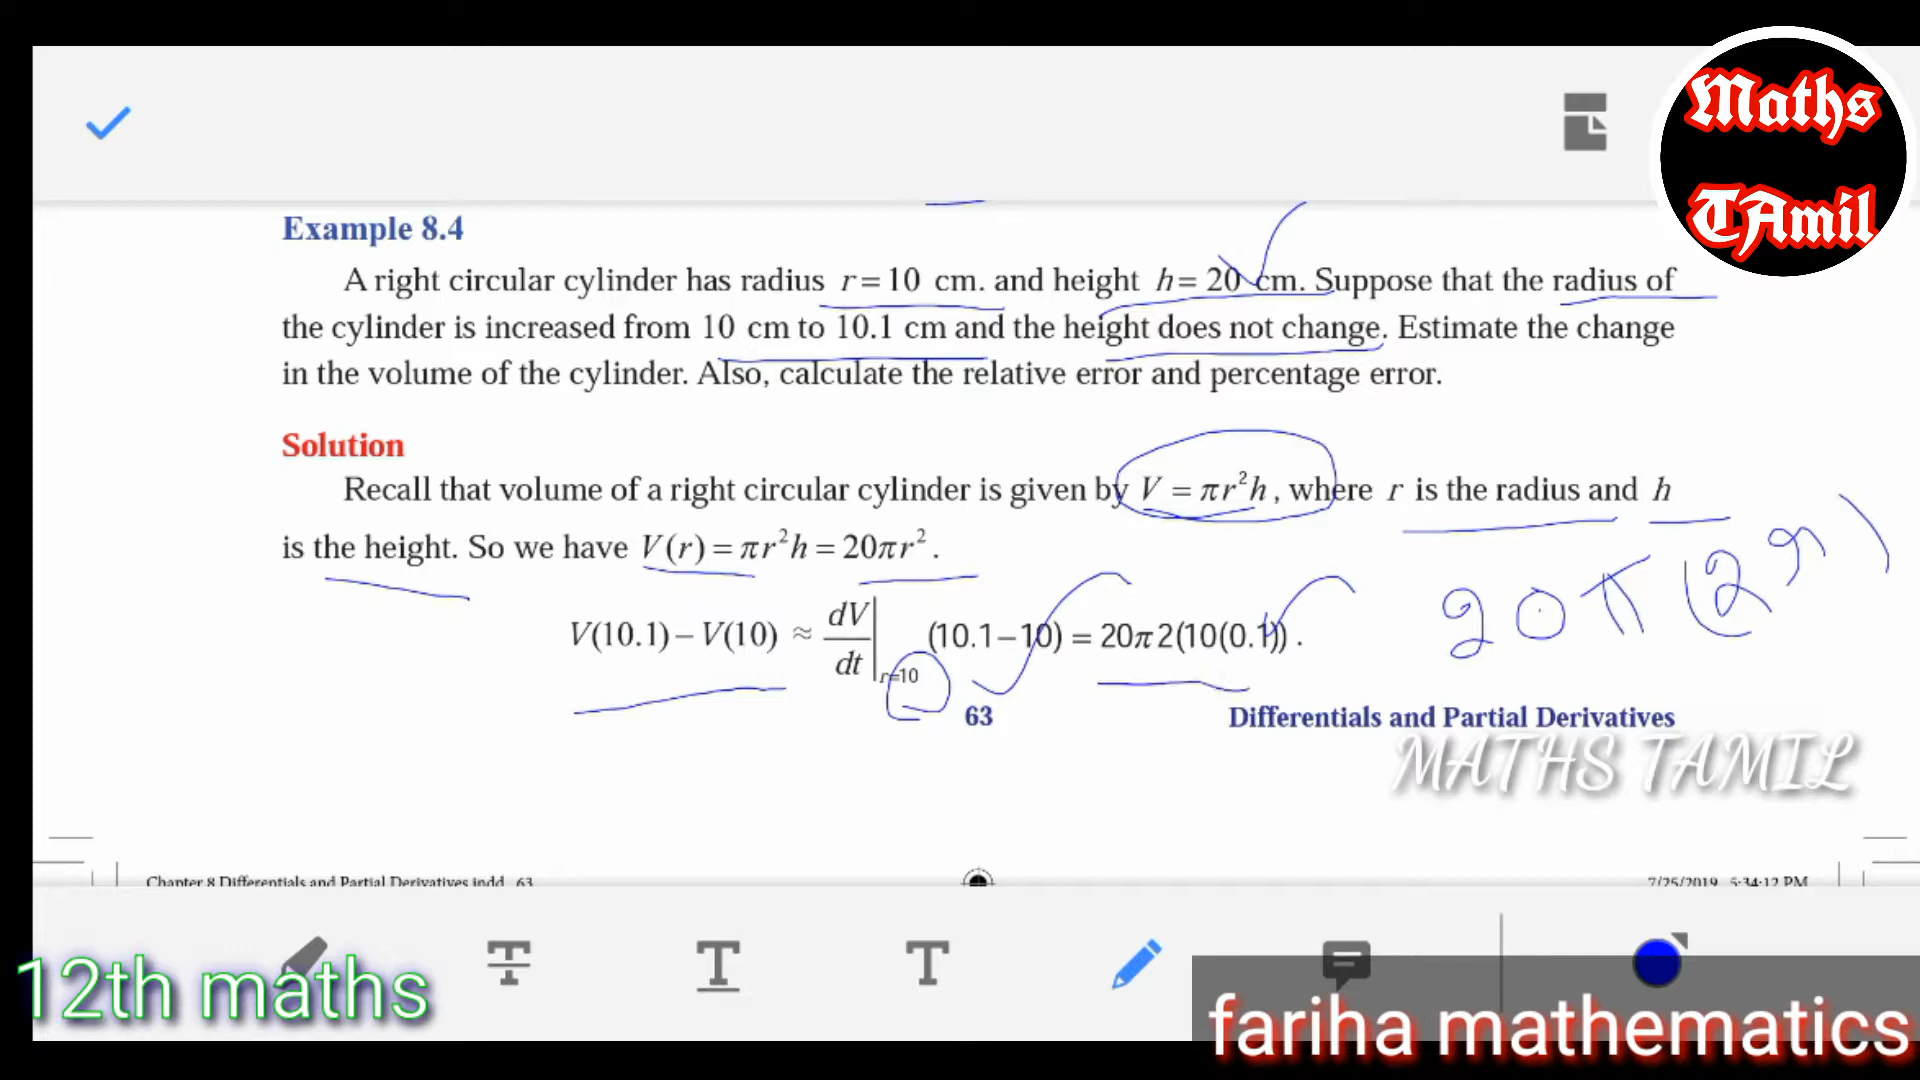 Maths
TAmil
Example 8.4
A right circular cylinder has radius r = 10 cm. and height h = 20 cm. Suppose that the radius of
the cylinder is increased from 10 cm to 10.1 cm and the height does not change. Estimate the change
in the volume of the cylinder. Also, calculate the relative error and percentage error.
Solution
Recall that volume of a right circular cylinder is given by V = πr²h, where r is the radius and h
is the height. So we have V(r) = πr²h = 20πr².
V(10.1) – V(10) ≈ dV/dt|r=10 (10.1–10) = 20π2(10(0.1)).
20π(2r)
63
Differentials and Partial Derivatives
MATHS TAMIL
Chapter 8 Differentials and Partial Derivatives.indd 63
7/25/2019 5:34:12 PM
T T T
12th maths
fariha mathematics